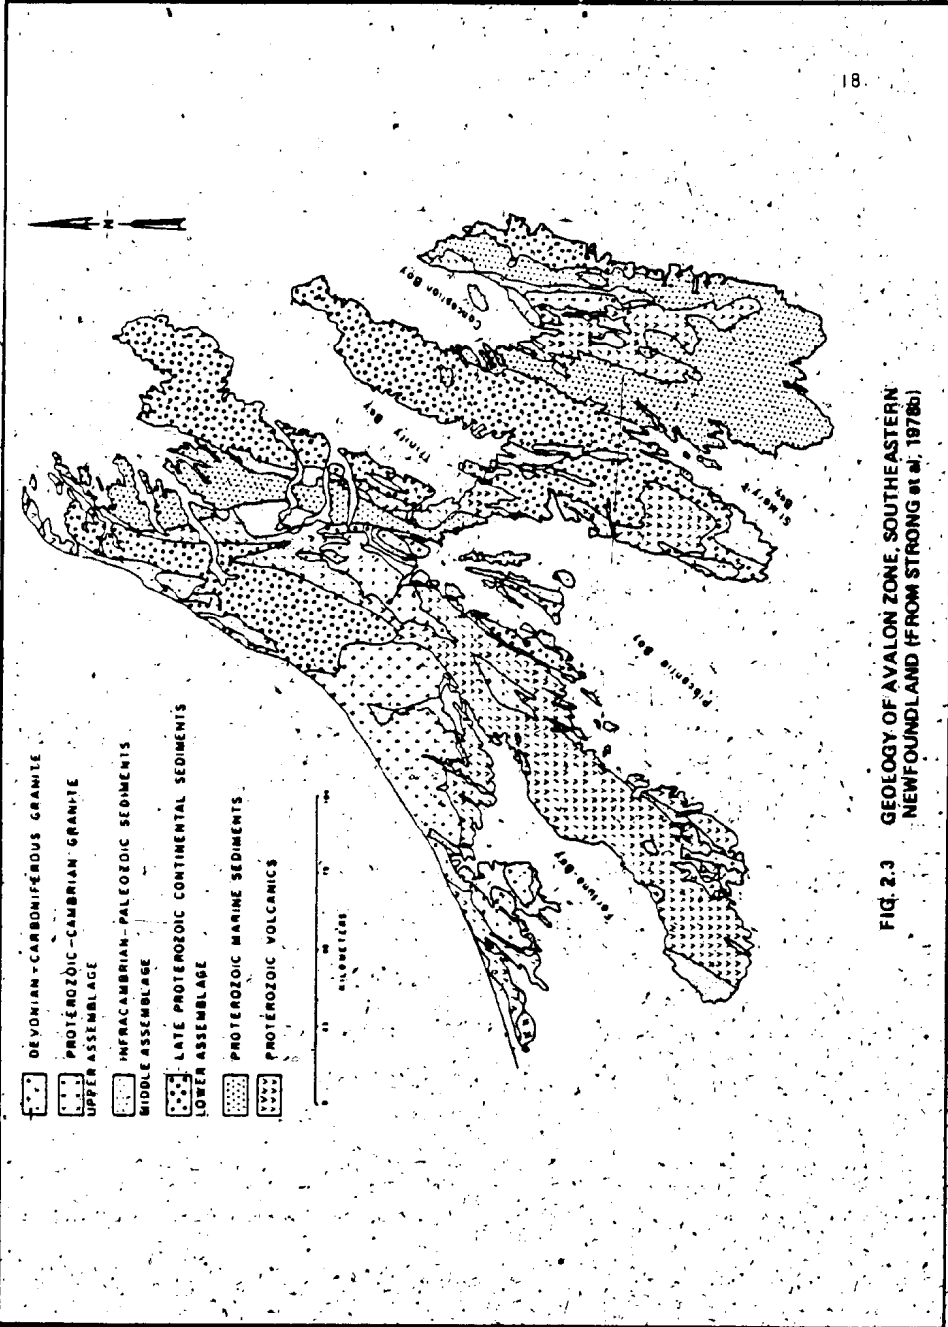 18
N
DEVONIAN-CARBONIFEROUS GRANITE
PROTEROZOIC-CAMBRIAN GRANITE
UPPER ASSEMBLAGE
INFRACAMBRIAN-PALEOZOIC SEDIMENTS
MIDDLE ASSEMBLAGE
LATE PROTEROZOIC CONTINENTAL SEDIMENTS
LOWER ASSEMBLAGE
PROTEROZOIC MARINE SEDIMENTS
PROTEROZOIC VOLCANICS
0
KILOMETERS
Conception Bay
Trinity Bay
St Mary's
Bay
Placentia Bay
Fortune Bay
FIG. 2.3 GEOLOGY OF AVALON ZONE SOUTHEASTERN
NEWFOUNDLAND (FROM STRONG et al, 1978b)